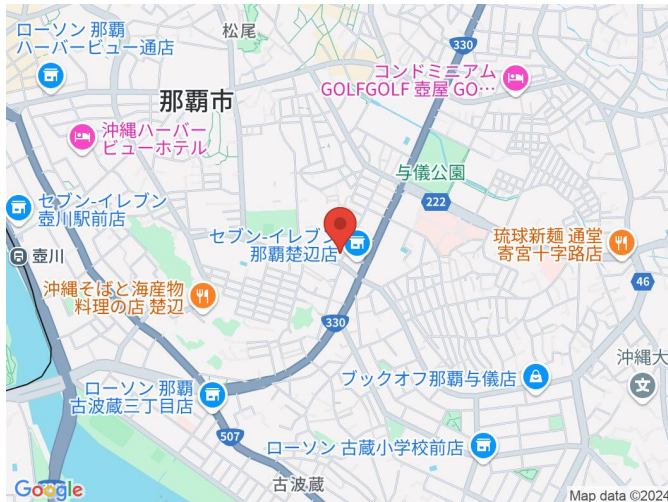 松尾
ローソン 那覇
ハーバービュー通店
330
コンドミニアム
GOLFGOLF 壺屋 GO…
那覇市
沖縄ハーバー
ビューホテル
与儀公園
セブン-イレブン
壺川駅前店
222
セブン-イレブン
那覇楚辺店
琉球新麺 通堂
寄宮十字路店
壺川
沖縄そばと海産物
料理の店 楚辺
46
330
沖縄大
ブックオフ那覇与儀店
ローソン 那覇
古波蔵三丁目店
507
ローソン 古蔵小学校前店
古波蔵
Google
Map data ©2024